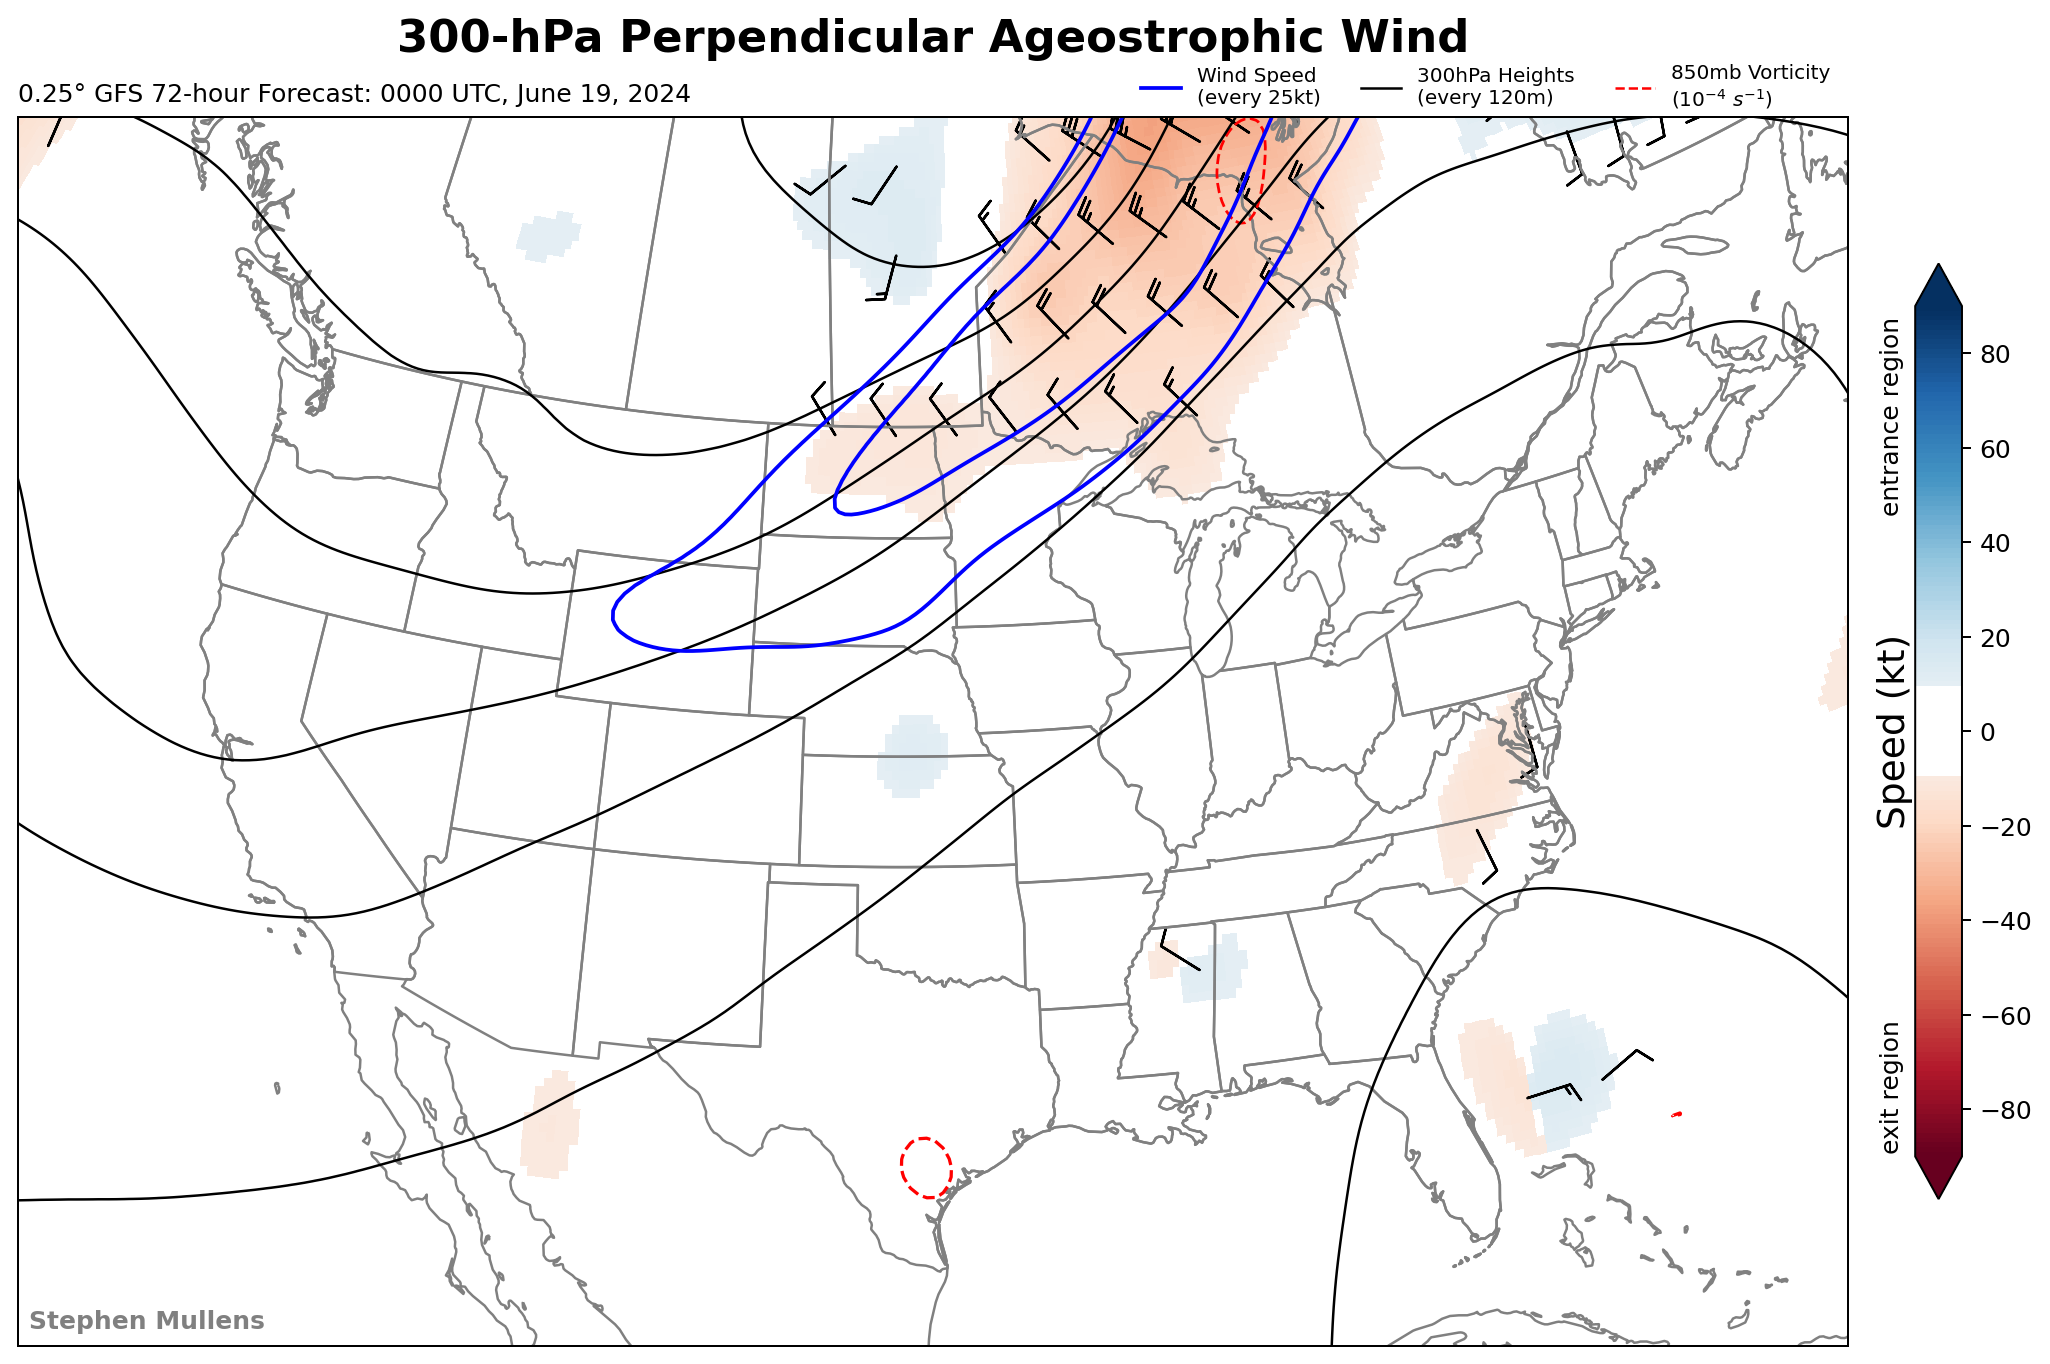 300-hPa Perpendicular Ageostrophic Wind
0.25° GFS 72-hour Forecast: 0000 UTC, June 19, 2024
Wind Speed
(every 25kt)
300hPa Heights
(every 120m)
850mb Vorticity
(10⁻⁴ s⁻¹)
entrance region
Speed (kt)
exit region
80
60
40
20
0
−20
−40
−60
−80
Stephen Mullens